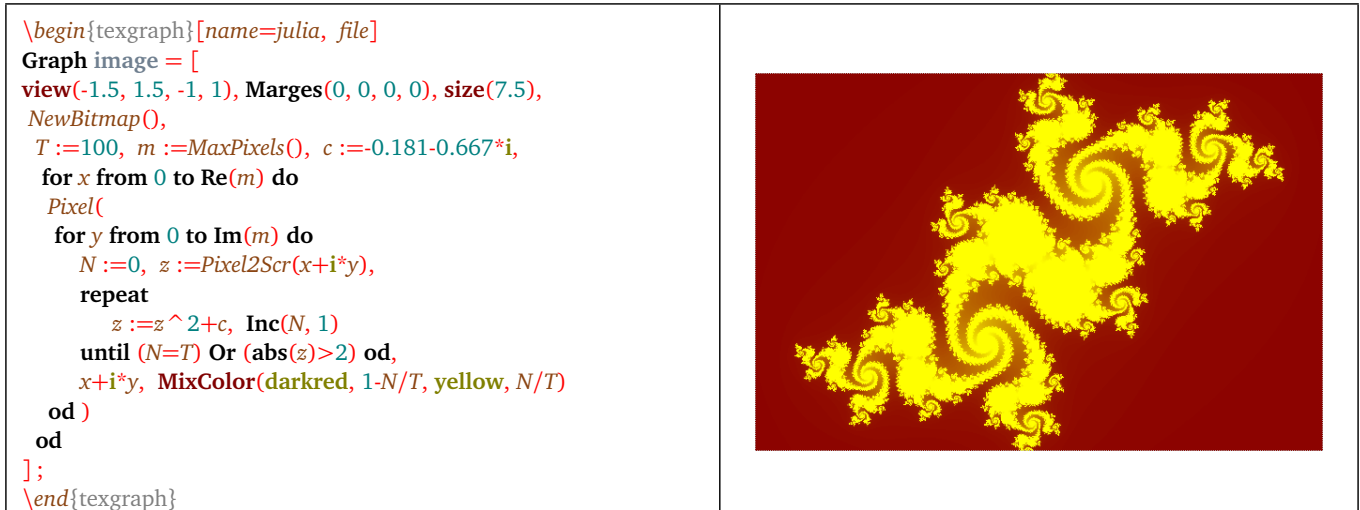 \begin{texgraph}[name=julia, file]
Graph image = [
view(-1.5, 1.5, -1, 1), Marges(0, 0, 0, 0), size(7.5),
NewBitmap(),
T :=100, m :=MaxPixels(), c :=-0.181-0.667*i,
for x from 0 to Re(m) do
Pixel(
for y from 0 to Im(m) do
N :=0, z :=Pixel2Scr(x+i*y),
repeat
z :=z^2+c, Inc(N, 1)
until (N=T) Or (abs(z)>2) od,
x+i*y, MixColor(darkred, 1-N/T, yellow, N/T)
od )
od
];
\end{texgraph}